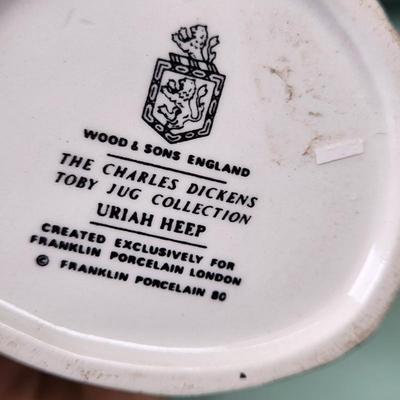 WOOD & SONS ENGLAND
THE CHARLES DICKENS
TOBY JUG COLLECTION
URIAH HEEP
CREATED EXCLUSIVELY FOR
FRANKLIN PORCELAIN LONDON
© FRANKLIN PORCELAIN 80